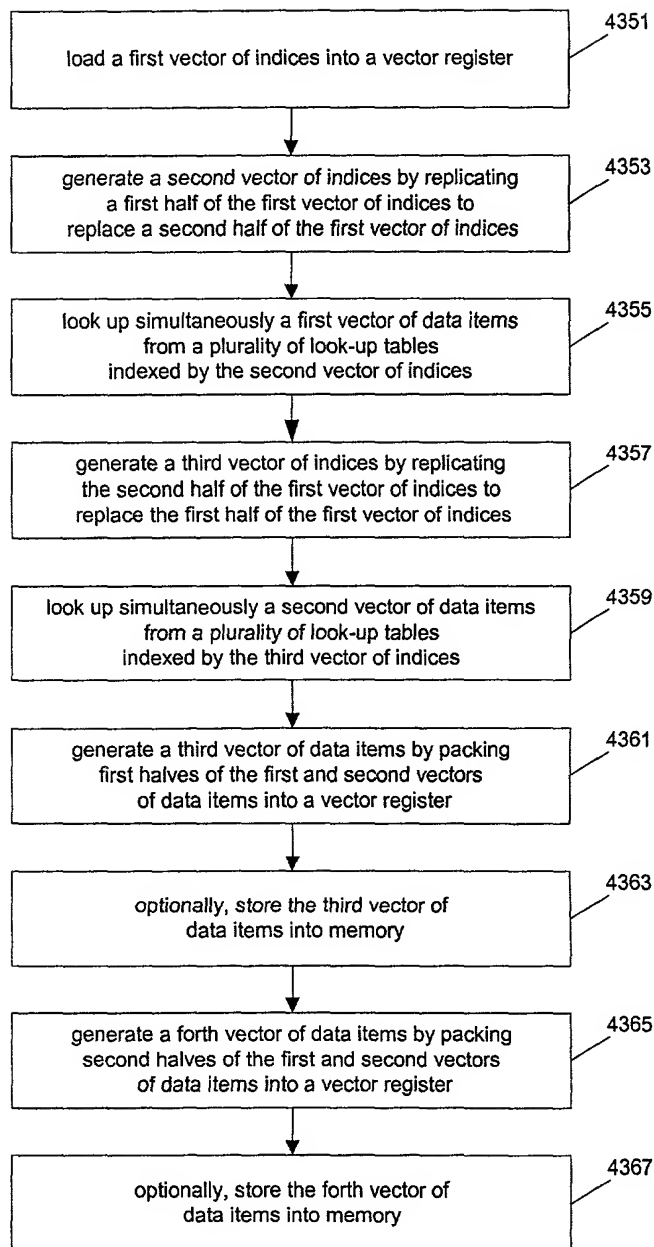 4351
load a first vector of indices into a vector register
4353
generate a second vector of indices by replicating
a first half of the first vector of indices to
replace a second half of the first vector of indices
4355
look up simultaneously a first vector of data items
from a plurality of look-up tables
indexed by the second vector of indices
4357
generate a third vector of indices by replicating
the second half of the first vector of indices to
replace the first half of the first vector of indices
4359
look up simultaneously a second vector of data items
from a plurality of look-up tables
indexed by the third vector of indices
4361
generate a third vector of data items by packing
first halves of the first and second vectors
of data items into a vector register
4363
optionally, store the third vector of
data items into memory
4365
generate a forth vector of data items by packing
second halves of the first and second vectors
of data items into a vector register
4367
optionally, store the forth vector of
data items into memory